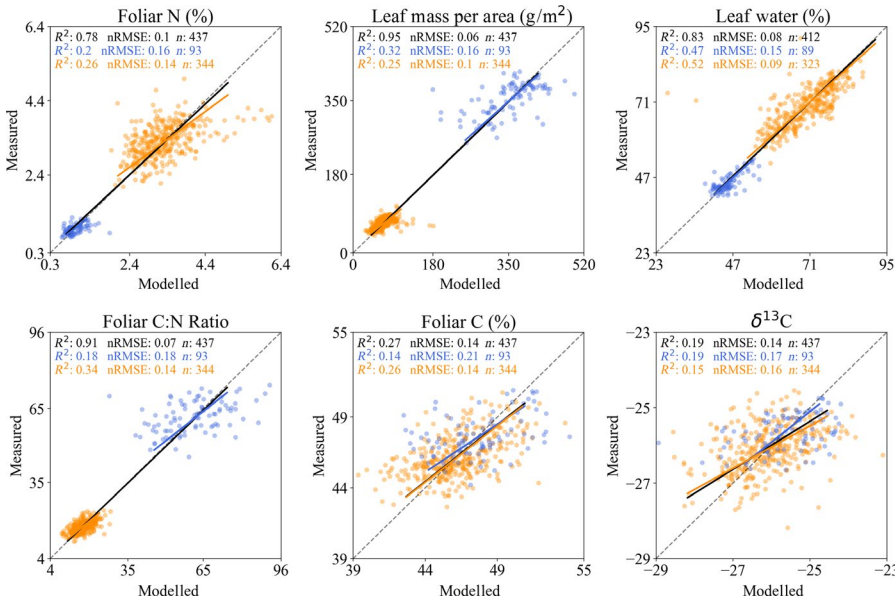 Foliar N (%)
R²: 0.78 nRMSE: 0.1 n: 437
R²: 0.2 nRMSE: 0.16 n: 93
R²: 0.26 nRMSE: 0.14 n: 344
6.4
4.4
2.4
0.3
Measured
0.3 2.4 4.4 6.4
Modelled
Leaf mass per area (g/m²)
R²: 0.95 nRMSE: 0.06 n: 437
R²: 0.32 nRMSE: 0.16 n: 93
R²: 0.25 nRMSE: 0.1 n: 344
520
350
180
0
Measured
0 180 350 520
Modelled
Leaf water (%)
R²: 0.83 nRMSE: 0.08 n: 412
R²: 0.47 nRMSE: 0.15 n: 89
R²: 0.52 nRMSE: 0.09 n: 323
95
71
47
23
Measured
23 47 71 95
Modelled
Foliar C:N Ratio
R²: 0.91 nRMSE: 0.07 n: 437
R²: 0.18 nRMSE: 0.18 n: 93
R²: 0.34 nRMSE: 0.14 n: 344
96
65
35
4
Measured
4 35 65 96
Modelled
Foliar C (%)
R²: 0.27 nRMSE: 0.14 n: 437
R²: 0.14 nRMSE: 0.21 n: 93
R²: 0.26 nRMSE: 0.14 n: 344
55
49
44
39
Measured
39 44 49 55
Modelled
δ¹³C
R²: 0.19 nRMSE: 0.14 n: 437
R²: 0.19 nRMSE: 0.17 n: 93
R²: 0.15 nRMSE: 0.16 n: 344
−23
−25
−27
−29
Measured
−29 −27 −25 −23
Modelled